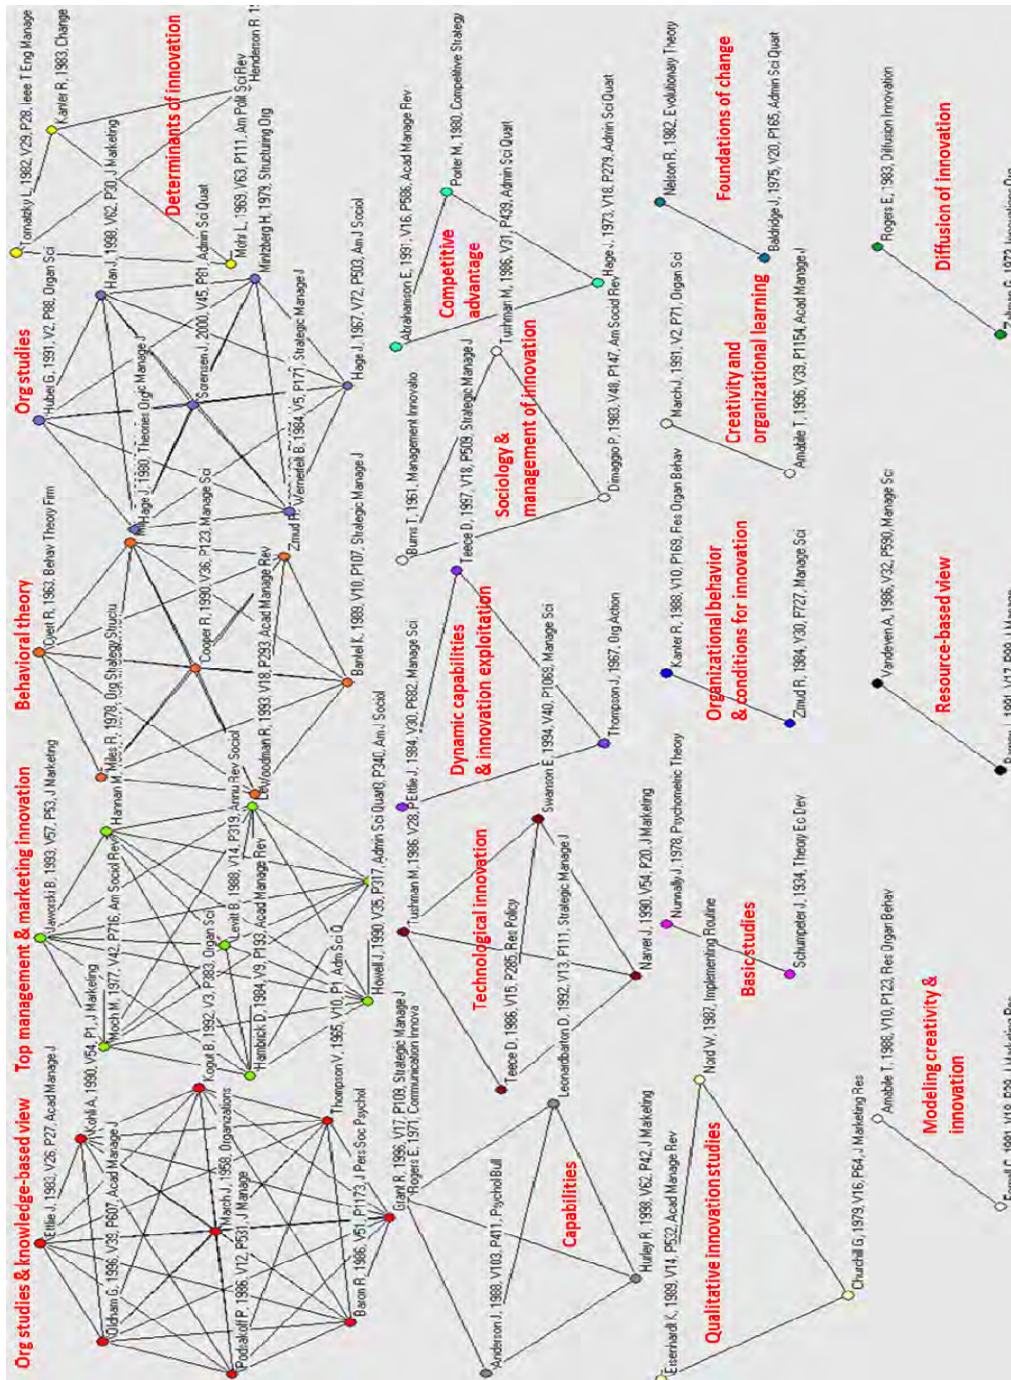 Org studies & knowledge-based view
Ettlie J, 1983, V26, P27, Acad Manage J
Kohli A, 1990, V54, P1, J Marketing
Oldham G, 1996, V39, P607, Acad Manage J
Kogut B, 1992, V3, P383, Organ Sci
March J, 1958, Organizations
Podsakoff P, 1986, V12, P531, J Manage
Thompson V, 1965, V10, P1, Adm Sci Q
Baron R, 1986, V51, P1173, J Pers Soc Psychol
Grant R, 1996, V17, P109, Strategic Manage J
Top management & marketing innovation
Jaworski B, 1993, V57, P53, J Marketing
Hannan M,
Moch M, 1977, V42, P716, Am Sociol Rev
Levitt B, 1988, V14, P319, Annu Rev Sociol
Hambrick D, 1984, V9, P193, Acad Manage Rev
P340, Am J Sociol
Howell J, 1990, V35, P317, Admin Sci Quart
Behavioral theory
Cyert R, 1963, Behav Theory Firm
Miles R, 1978, Org Strategy Structu
Cooper R, 1990, V36, P123, Manage Sci
Woodman R, 1993, V18, P293, Acad Manage Rev
Zmud R,
Bantel K, 1989, V10, P107, Strategic Manage J
Org studies
Huber G, 1991, V2, P88, Organ Sci
Han J, 1998, V62, P30, J Marketing
Hage J, 1980, Theories Org
Sorensen J, 2000, V45, P81, Admin Sci Quart
Mintzberg H, 1979, Structuring Org
Wernerfelt B, 1984, V5, P171, Strategic Manage J
Hage J, 1967, V72, P503, Am J Sociol
Determinants of innovation
Tornatzky L, 1982, V29, P28, Ieee T Eng Manage
Kanter R, 1983, Change
Mohr L, 1969, V63, P111, Am Polit Sci Rev
Henderson R
Capabilities
Rogers E, 1971, Communication Innova
Anderson J, 1988, V103, P411, Psychol Bull
Leonardbarton D, 1992, V13, P111, Strategic Manage J
Hurley R, 1998, V62, P42, J Marketing
Technological innovation
Tushman M, 1986, V28, P
Swanson E, 1994, V40, P1069, Manage Sci
Teece D, 1986, V15, P285, Res Policy
Narver J, 1990, V54, P20, J Marketing
Dynamic capabilities
& innovation exploitation
Ettlie J, 1984, V30, P682, Manage Sci
Teece D, 1997, V18, P509, Strategic Manage J
Thompson J, 1967, Org Action
Sociology &
management of innovation
Burns T, 1961, Management Innovatio
Tushman M, 1986, V31, P439, Admin Sci Quart
Dimaggio P, 1983, V48, P147, Am Sociol Rev
Competitive
advantage
Abrahamson E, 1991, V16, P586, Acad Manage Rev
Porter M, 1980, Competitive Strategy
Hage J, 1973, V18, P279, Admin Sci Quart
Qualitative innovation studies
Eisenhardt K, 1989, V14, P532, Acad Manage Rev
Nord W, 1987, Implementing Routine
Churchill G, 1979, V16, P64, J Marketing Res
Basic studies
Nunnally J, 1978, Psychometric Theory
Schumpeter J, 1934, Theory Ec Dev
Organizational behavior
& conditions for innovation
Kanter R, 1988, V10, P169, Res Organ Behav
Zmud R, 1984, V30, P727, Manage Sci
Creativity and
organizational learning
March J, 1991, V2, P71, Organ Sci
Amabile T, 1996, V39, P1154, Acad Manage J
Foundations of change
Nelson R, 1982, Evolutionary Theory
Baldridge J, 1975, V20, P165, Admin Sci Quart
Modeling creativity &
innovation
Amabile T, 1988, V10, P123, Res Organ Behav
Resource-based view
Vandeven A, 1986, V32, P590, Manage Sci
Diffusion of innovation
Rogers E, 1983, Diffusion Innovation